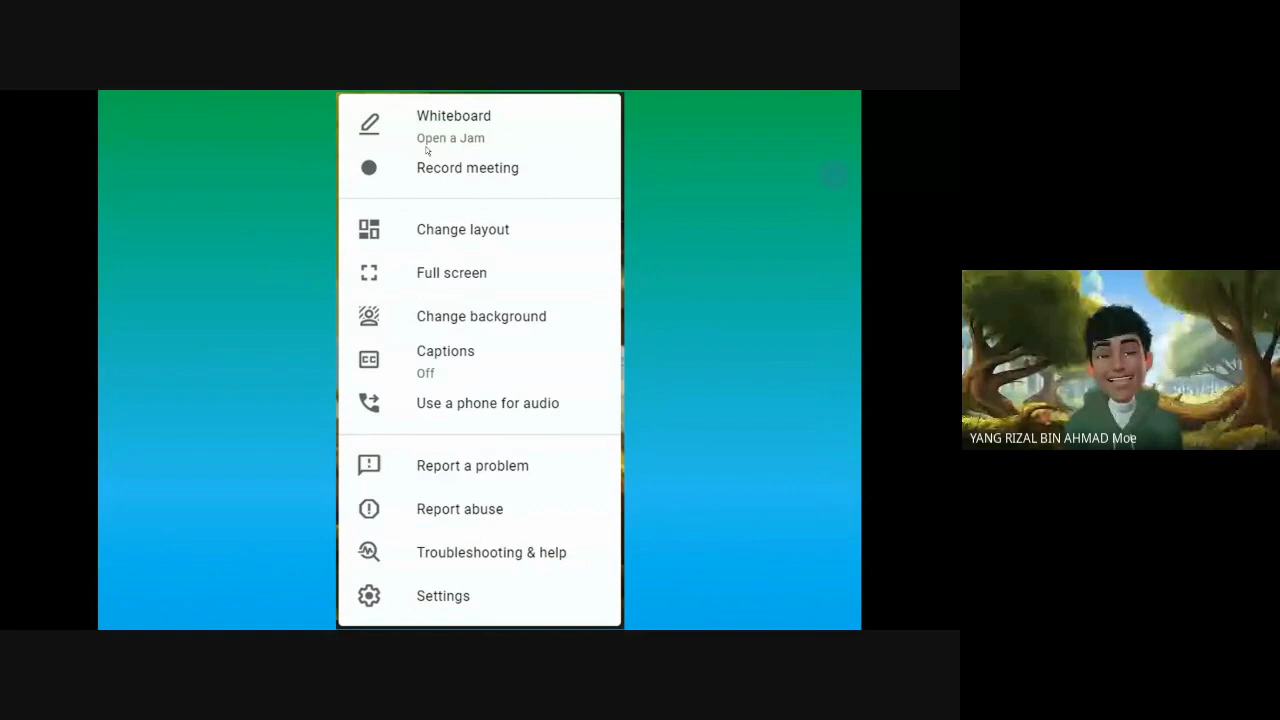 Whiteboard
Open a Jam
Record meeting
Change layout
Full screen
Change background
Captions
Off
Use a phone for audio
Report a problem
Report abuse
Troubleshooting & help
Settings
YANG RIZAL BIN AHMAD Moe